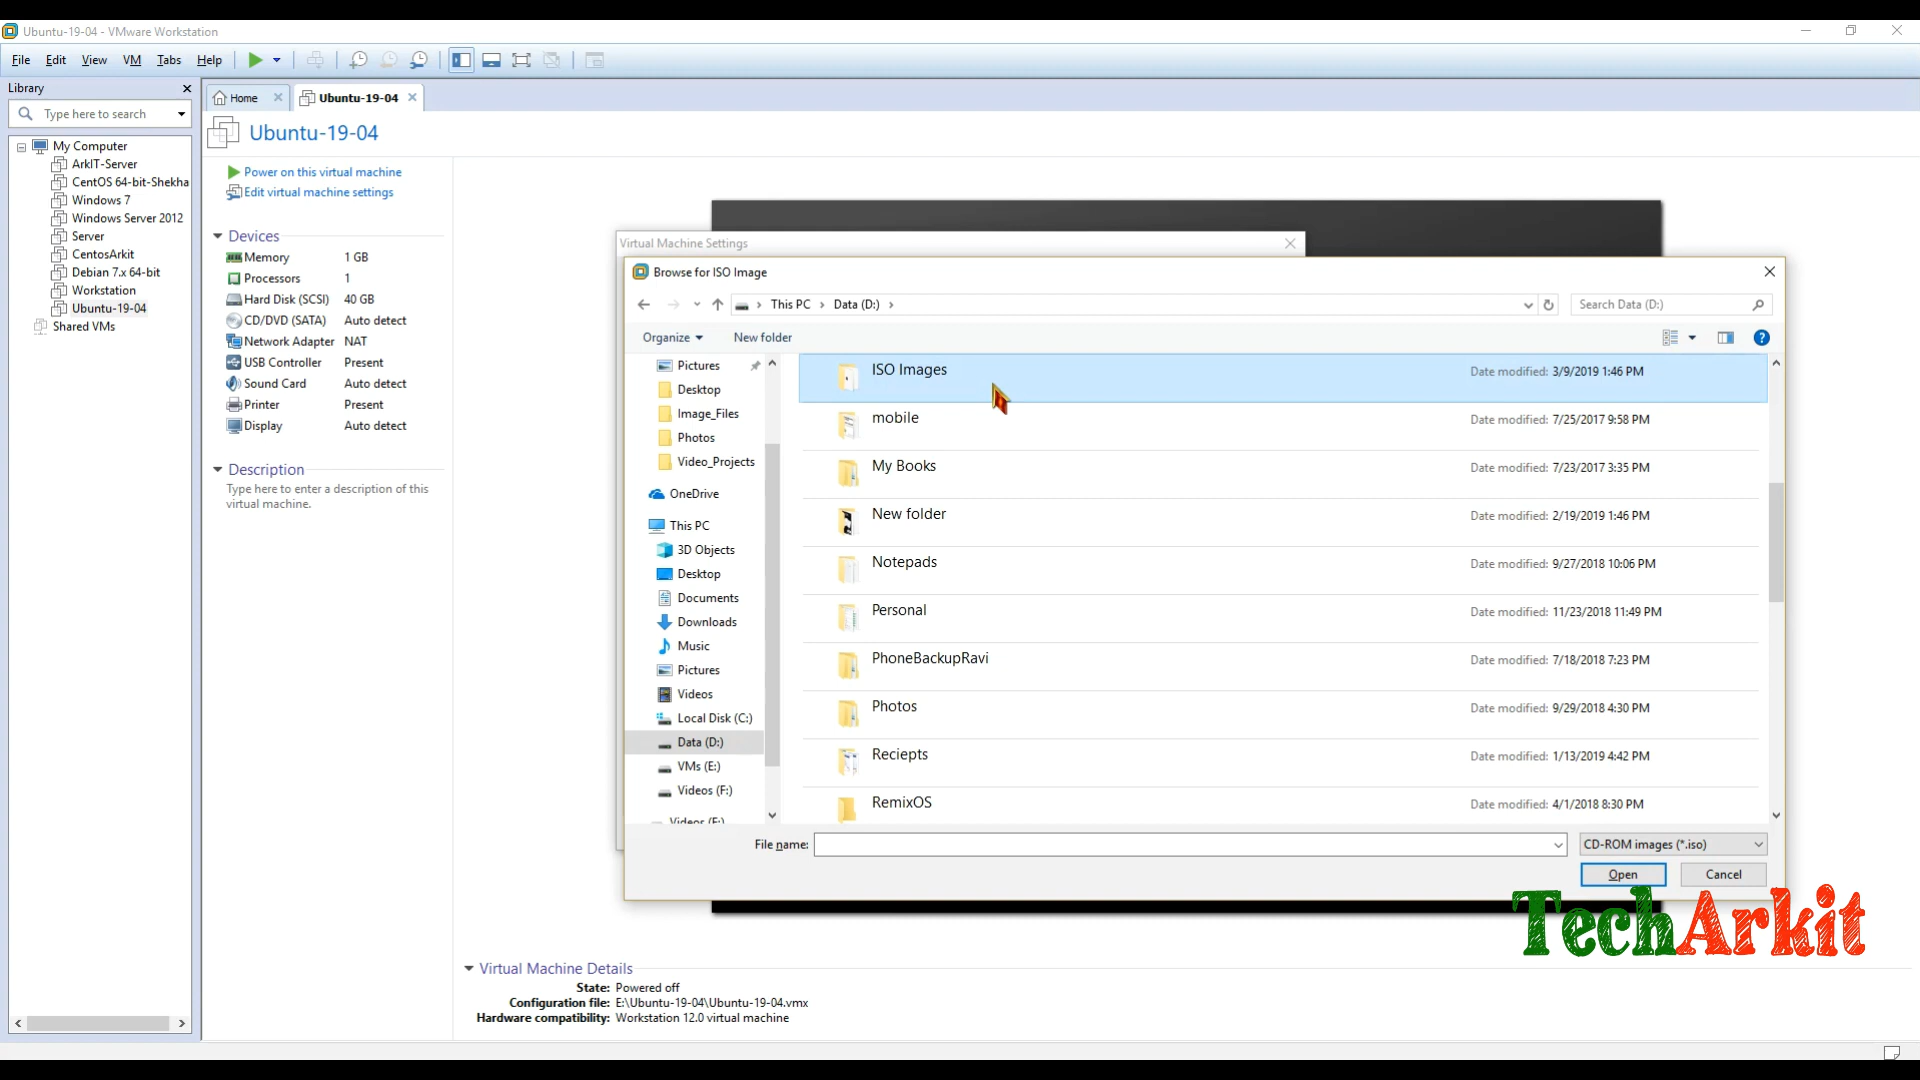 Ubuntu-19-04 - VMware Workstation
File Edit View VM Tabs Help
Library
Type here to search
My Computer
ArkIT-Server
CentOS 64-bit-Shekha
Windows 7
Windows Server 2012
Server
CentosArkit
Debian 7.x 64-bit
Workstation
Ubuntu-19-04
Shared VMs
Home
Ubuntu-19-04
Ubuntu-19-04
Power on this virtual machine
Edit virtual machine settings
Devices
Memory 1 GB
Processors 1
Hard Disk (SCSI) 40 GB
CD/DVD (SATA) Auto detect
Network Adapter NAT
USB Controller Present
Sound Card Auto detect
Printer Present
Display Auto detect
Description
Type here to enter a description of this
virtual machine.
Virtual Machine Settings
Browse for ISO Image
This PC > Data (D:) >
Search Data (D:)
Organize
New folder
Pictures
Desktop
Image_Files
Photos
Video_Projects
OneDrive
This PC
3D Objects
Desktop
Documents
Downloads
Music
Pictures
Videos
Local Disk (C:)
Data (D:)
VMs (E:)
Videos (F:)
Videos (F:)
ISO Images Date modified: 3/9/2019 1:46 PM
mobile Date modified: 7/25/2017 9:58 PM
My Books Date modified: 7/23/2017 3:35 PM
New folder Date modified: 2/19/2019 1:46 PM
Notepads Date modified: 9/27/2018 10:06 PM
Personal Date modified: 11/23/2018 11:49 PM
PhoneBackupRavi Date modified: 7/18/2018 7:23 PM
Photos Date modified: 9/29/2018 4:30 PM
Reciepts Date modified: 1/13/2019 4:42 PM
RemixOS Date modified: 4/1/2018 8:30 PM
File name:
CD-ROM images (*.iso)
Open
Cancel
TechArkit
Virtual Machine Details
State: Powered off
Configuration file: E:\Ubuntu-19-04\Ubuntu-19-04.vmx
Hardware compatibility: Workstation 12.0 virtual machine